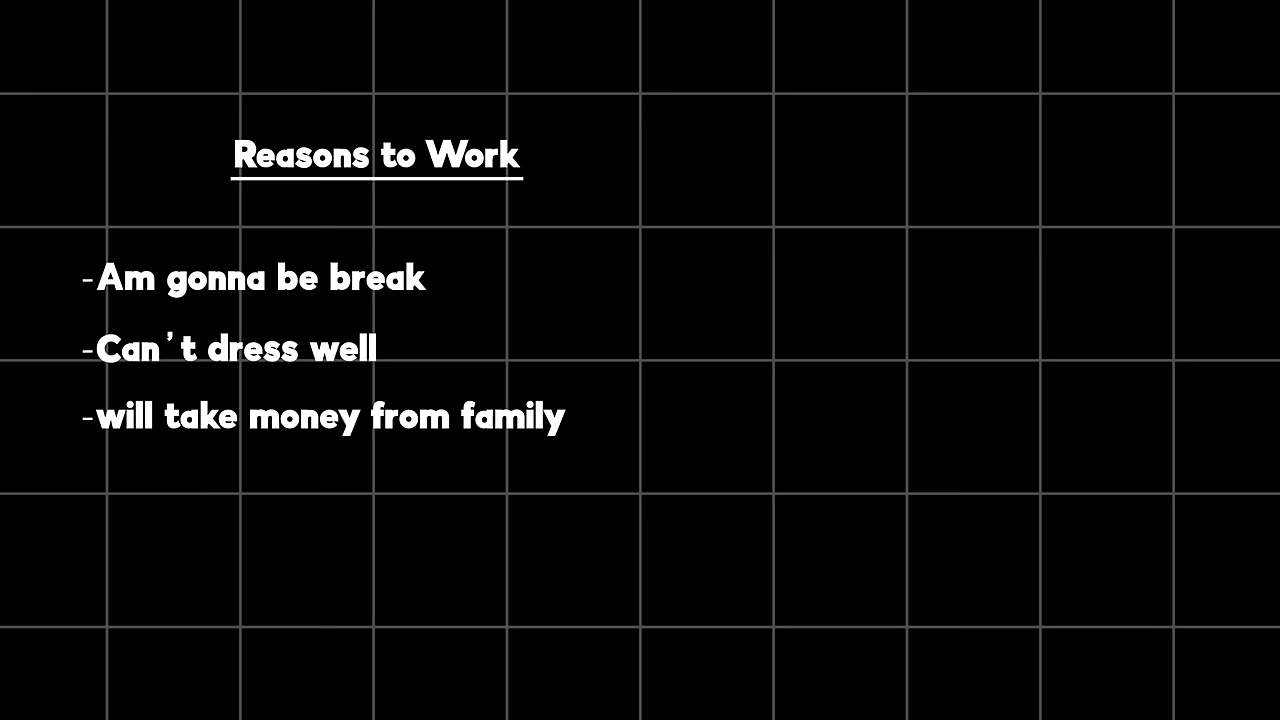 Reasons to Work
-Am gonna be break
-Can't dress well
-will take money from family